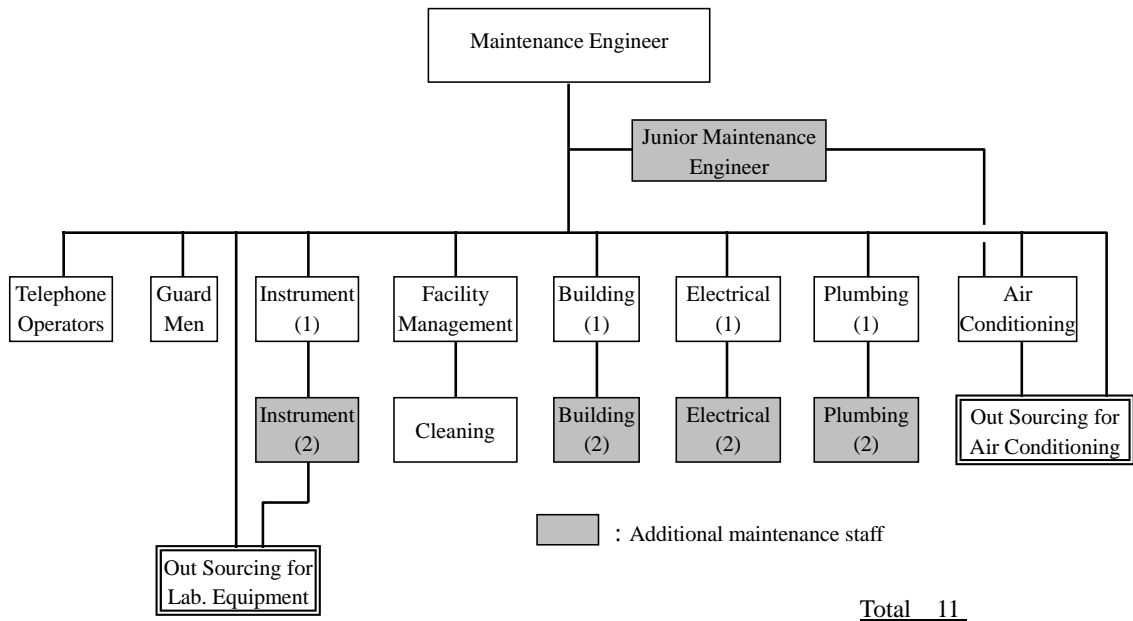 Maintenance Engineer
Junior Maintenance
Engineer
Telephone
Operators
Guard
Men
Instrument
(1)
Facility
Management
Building
(1)
Electrical
(1)
Plumbing
(1)
Air
Conditioning
Instrument
(2)
Cleaning
Building
(2)
Electrical
(2)
Plumbing
(2)
Out Sourcing for
Air Conditioning
: Additional maintenance staff
Out Sourcing for
Lab. Equipment
Total 11